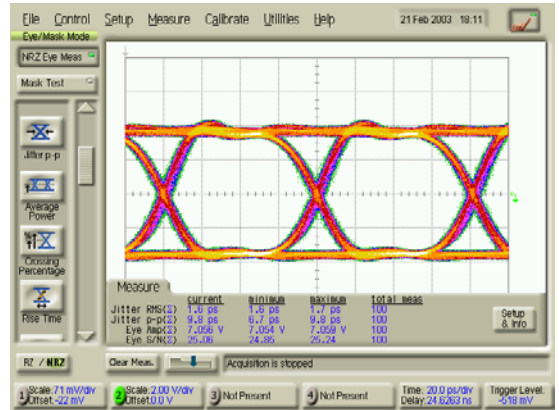 File Control Setup Measure Calibrate Utilities Help 21 Feb 2003 18:11
Eye/Mask Mode
NRZ Eye Meas
Mask Test
Jitter p-p
Average
Power
Crossing
Percentage
Rise Time
Measure
current minimum maximum total meas
Jitter RMS(Σ) 1.6 ps 1.6 ps 1.7 ps 100
Jitter p-p(Σ) 9.8 ps 6.7 ps 9.8 ps 100
Eye Amp(Σ) 7.056 V 7.054 V 7.059 V 100
Eye S/N(Σ) 25.06 24.85 25.24 100
Setup
& Info
RZ / NRZ
Clear Meas.
Acquisition is stopped
1) Scale:71 mV/div
Offset:-22 mV
2) Scale:2.00 V/div
Offset:0.0 V
3) Not Present
4) Not Present
Time: 20.0 ps/div
Delay:24.6263 ns
Trigger Level:
-518 mV